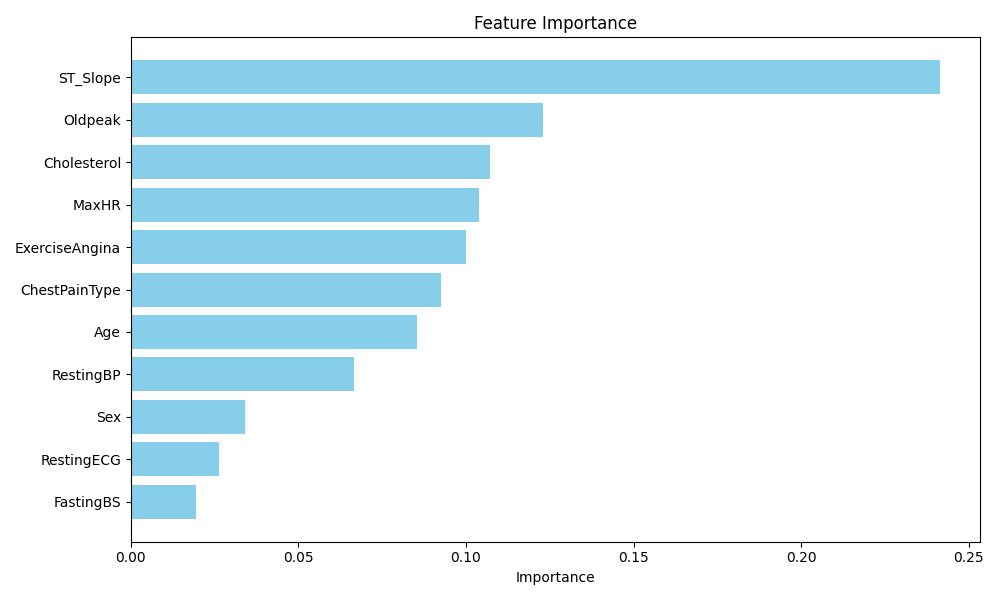 Feature Importance
ST_Slope
Oldpeak
Cholesterol
MaxHR
ExerciseAngina
ChestPainType
Age
RestingBP
Sex
RestingECG
FastingBS
0.00 0.05 0.10 0.15 0.20 0.25
Importance